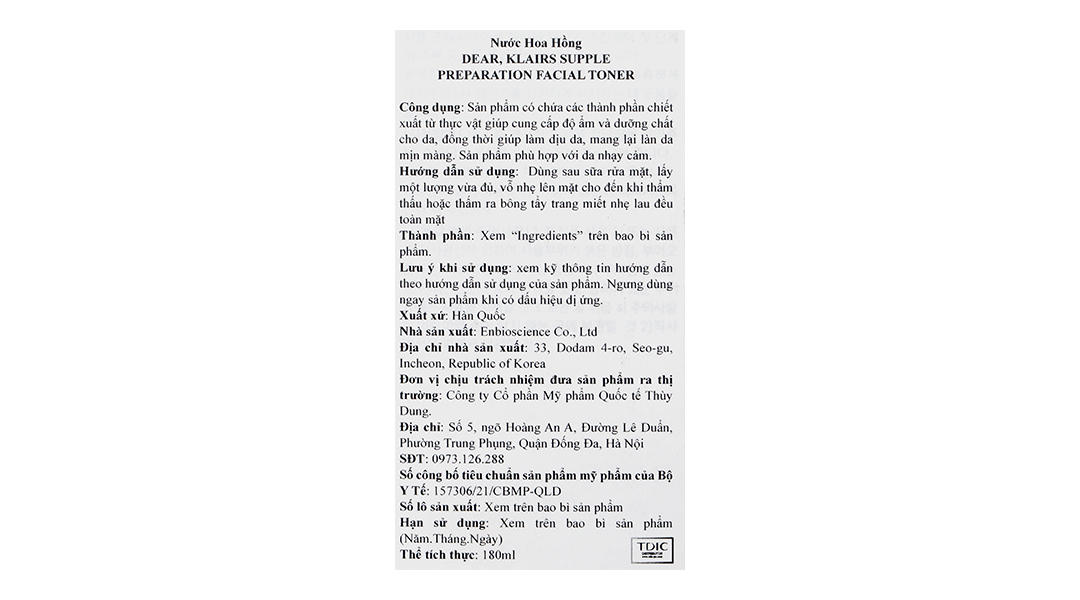 Nước Hoa Hồng
DEAR, KLAIRS SUPPLE
PREPARATION FACIAL TONER
Công dụng: Sản phẩm có chứa các thành phần chiết
xuất từ thực vật giúp cung cấp độ ẩm và dưỡng chất
cho da, đồng thời giúp làm dịu da, mang lại làn da
mịn màng. Sản phẩm phù hợp với da nhạy cảm.
Hướng dẫn sử dụng: Dùng sau sữa rửa mặt, lấy
một lượng vừa đủ, vỗ nhẹ lên mặt cho đến khi thẩm
thấu hoặc thấm ra bông tẩy trang miết nhẹ lau đều
toàn mặt
Thành phần: Xem “Ingredients” trên bao bì sản
phẩm.
Lưu ý khi sử dụng: xem kỹ thông tin hướng dẫn
theo hướng dẫn sử dụng của sản phẩm. Ngưng dùng
ngay sản phẩm khi có dấu hiệu dị ứng.
Xuất xứ: Hàn Quốc
Nhà sản xuất: Enbioscience Co., Ltd
Địa chỉ nhà sản xuất: 33, Dodam 4-ro, Seo-gu,
Incheon, Republic of Korea
Đơn vị chịu trách nhiệm đưa sản phẩm ra thị
trường: Công ty Cổ phần Mỹ phẩm Quốc tế Thùy
Dung.
Địa chỉ: Số 5, ngõ Hoàng An A, Đường Lê Duẩn,
Phường Trung Phụng, Quận Đống Đa, Hà Nội
SĐT: 0973.126.288
Số công bố tiêu chuẩn sản phẩm mỹ phẩm của Bộ
Y Tế: 157306/21/CBMP-QLD
Số lô sản xuất: Xem trên bao bì sản phẩm
Hạn sử dụng: Xem trên bao bì sản phẩm
(Năm.Tháng.Ngày)
Thể tích thực: 180ml
TDIC